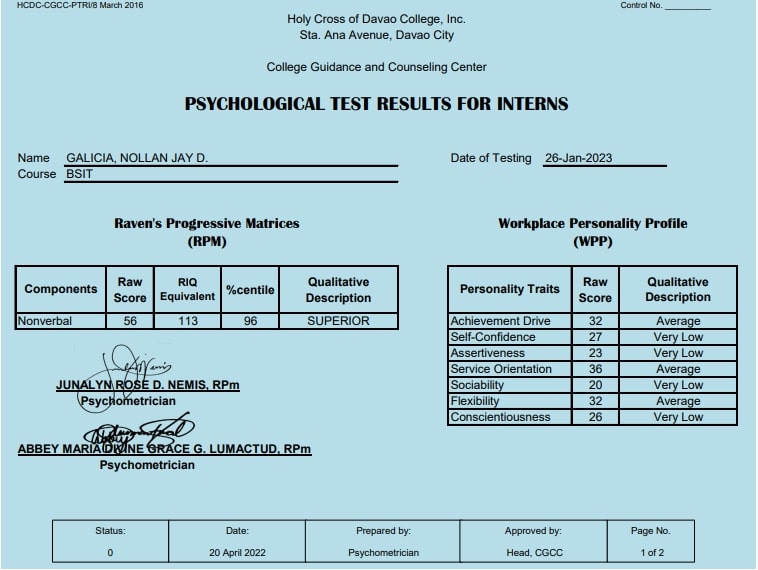 HCDC-CGCC-PTRI/8 March 2016
Control No. __________
Holy Cross of Davao College, Inc.
Sta. Ana Avenue, Davao City
College Guidance and Counseling Center
PSYCHOLOGICAL TEST RESULTS FOR INTERNS
Name GALICIA, NOLLAN JAY D.
Date of Testing 26-Jan-2023
Course BSIT
Raven's Progressive Matrices
(RPM)
Components Raw Score RIQ Equivalent %centile Qualitative Description
Nonverbal 56 113 96 SUPERIOR
JUNALYN ROSE D. NEMIS, RPm
Psychometrician
ABBEY MARIA DIVINE GRACE G. LUMACTUD, RPm
Psychometrician
Workplace Personality Profile
(WPP)
Personality Traits Raw Score Qualitative Description
Achievement Drive 32 Average
Self-Confidence 27 Very Low
Assertiveness 23 Very Low
Service Orientation 36 Average
Sociability 20 Very Low
Flexibility 32 Average
Conscientiousness 26 Very Low
Status: Date: Prepared by: Approved by: Page No.
0 20 April 2022 Psychometrician Head, CGCC 1 of 2